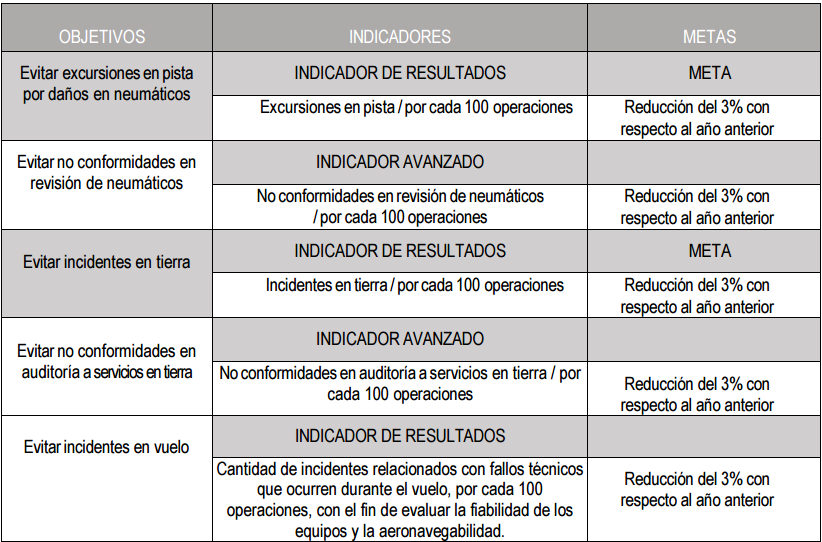 OBJETIVOS INDICADORES METAS
Evitar excursiones en pista
por daños en neumáticos
INDICADOR DE RESULTADOS META
Excursiones en pista / por cada 100 operaciones
Reducción del 3% con
respecto al año anterior
Evitar no conformidades en
revisión de neumáticos
INDICADOR AVANZADO
No conformidades en revisión de neumáticos
/ por cada 100 operaciones
Reducción del 3% con
respecto al año anterior
Evitar incidentes en tierra
INDICADOR DE RESULTADOS META
Incidentes en tierra / por cada 100 operaciones
Reducción del 3% con
respecto al año anterior
Evitar no conformidades en
auditoría a servicios en tierra
INDICADOR AVANZADO
No conformidades en auditoría a servicios en tierra / por
cada 100 operaciones
Reducción del 3% con
respecto al año anterior
Evitar incidentes en vuelo
INDICADOR DE RESULTADOS
Cantidad de incidentes relacionados con fallos técnicos
que ocurren durante el vuelo, por cada 100
operaciones, con el fin de evaluar la fiabilidad de los
equipos y la aeronavegabilidad.
Reducción del 3% con
respecto al año anterior